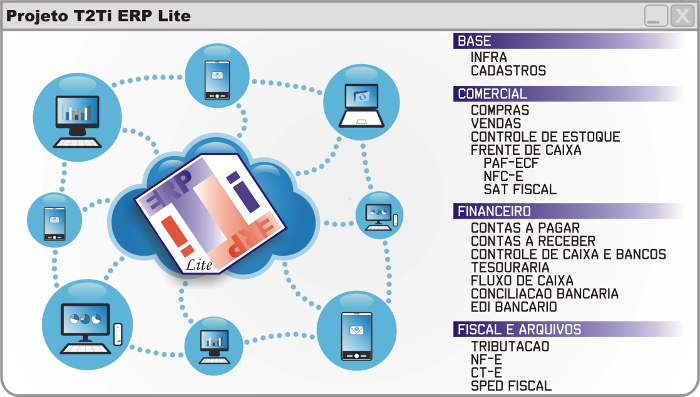 Projeto T2Ti ERP Lite
BASE
INFRA
CADASTROS
COMERCIAL
COMPRAS
VENDAS
CONTROLE DE ESTOQUE
FRENTE DE CAIXA
PAF-ECF
NFC-E
SAT FISCAL
FINANCEIRO
CONTAS A PAGAR
CONTAS A RECEBER
CONTROLE DE CAIXA E BANCOS
TESOURARIA
FLUXO DE CAIXA
CONCILIACAO BANCARIA
EDI BANCARIO
FISCAL E ARQUIVOS
TRIBUTACAO
NF-E
CT-E
SPED FISCAL
ERP
ERP
Lite